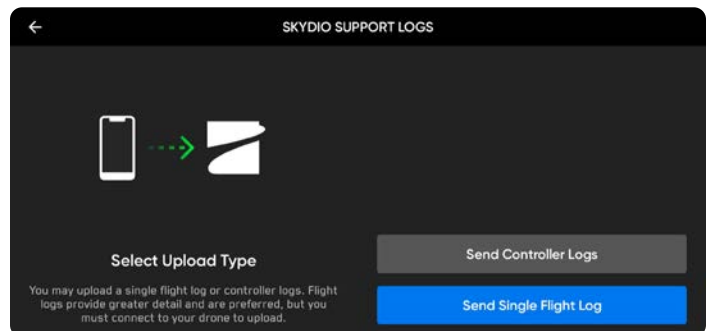 SKYDIO SUPPORT LOGS
Select Upload Type
You may upload a single flight log or controller logs. Flight
logs provide greater detail and are preferred, but you
must connect to your drone to upload.
Send Controller Logs
Send Single Flight Log